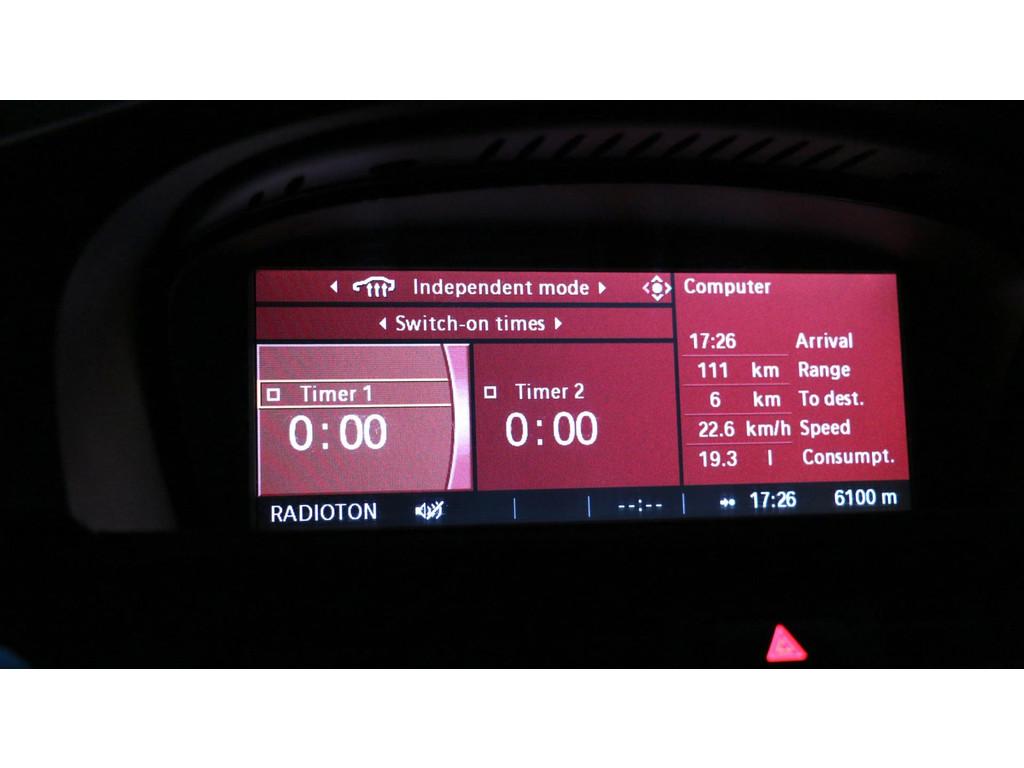 Independent mode
Switch-on times
Timer 1
0:00
Timer 2
0:00
Computer
17:26 Arrival
111 km Range
6 km To dest.
22.6 km/h Speed
19.3 l Consumpt.
RADIOTON --:-- 17:26 6100 m